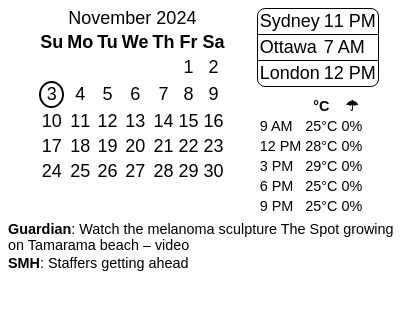 November 2024
Su Mo Tu We Th Fr Sa
1 2
3 4 5 6 7 8 9
10 11 12 13 14 15 16
17 18 19 20 21 22 23
24 25 26 27 28 29 30
Sydney 11 PM
Ottawa 7 AM
London 12 PM
°C ☂
9 AM 25°C 0%
12 PM 28°C 0%
3 PM 29°C 0%
6 PM 25°C 0%
9 PM 25°C 0%
Guardian: Watch the melanoma sculpture The Spot growing
on Tamarama beach – video
SMH: Staffers getting ahead